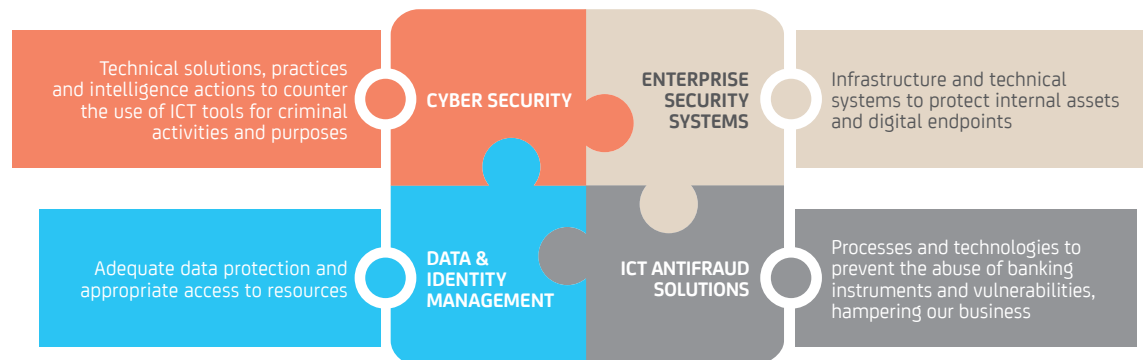 Technical solutions, practices
and intelligence actions to counter
the use of ICT tools for criminal
activities and purposes
CYBER SECURITY
ENTERPRISE
SECURITY
SYSTEMS
Infrastructure and technical
systems to protect internal assets
and digital endpoints
Adequate data protection and
appropriate access to resources
DATA &
IDENTITY
MANAGEMENT
ICT ANTIFRAUD
SOLUTIONS
Processes and technologies to
prevent the abuse of banking
instruments and vulnerabilities,
hampering our business